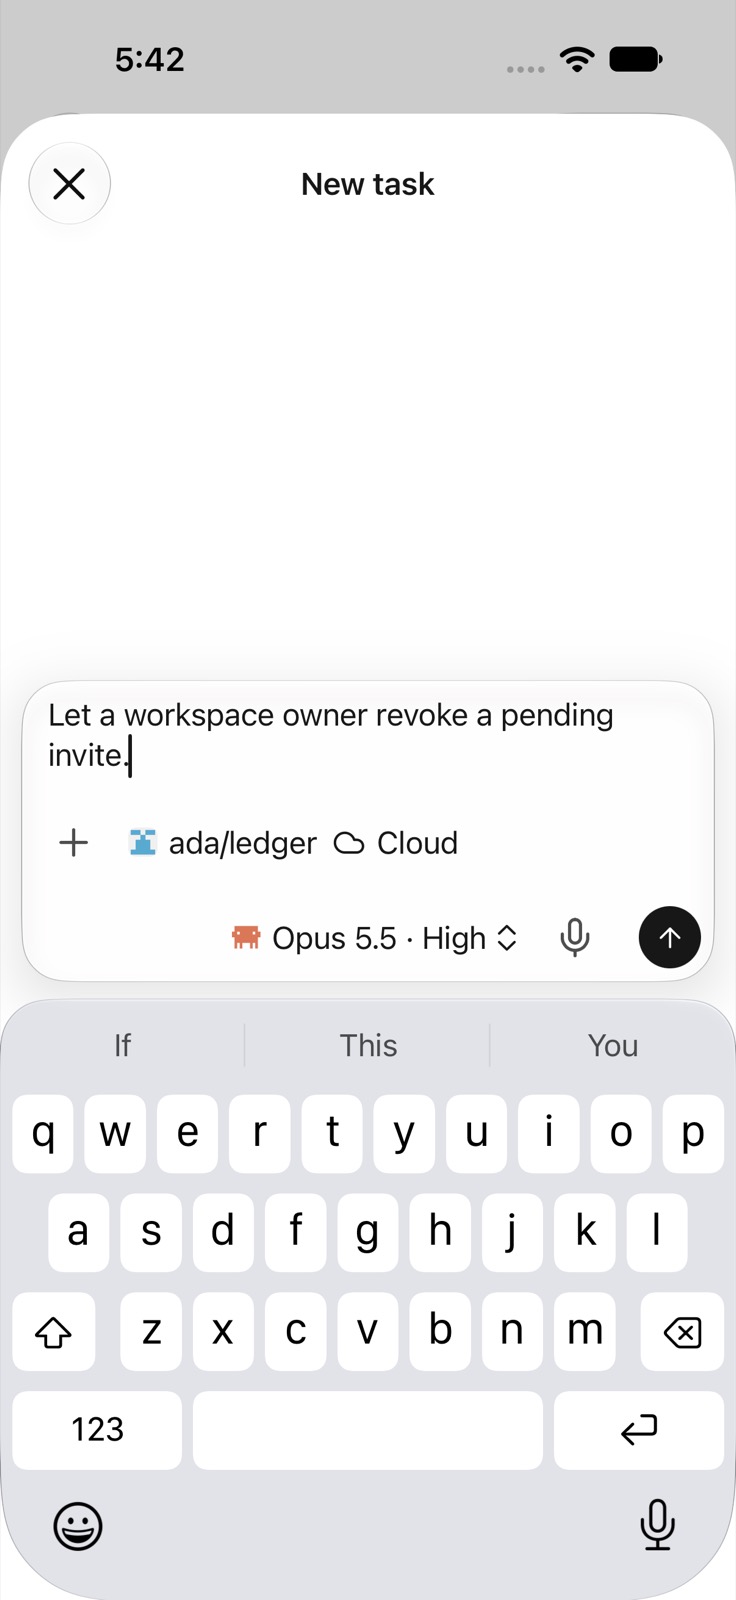 5:42
New task
Let a workspace owner revoke a pending
invite.
ada/ledger Cloud
Opus 5.5 · High
If This You
q w e r t y u i o p
a s d f g h j k l
z x c v b n m
123